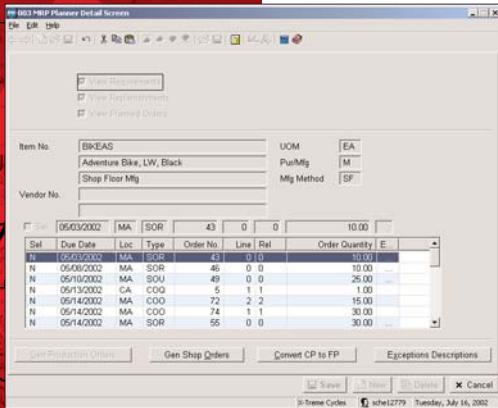 003 MRP Planner Detail Screen
File Edit Help
View Requirements
View Replenishments
View Planned Orders
Item No. BIKEAS UOM EA
Adventure Bike, LW, Black Pur/Mfg M
Shop Floor Mfg Mfg Method SF
Vendor No.
Sel 05/03/2002 MA SOR 43 0 0 10.00
Sel Due Date Loc Type Order No. Line Rel Order Quantity E...
N 05/03/2002 MA SOR 43 0 0 10.00 ...
N 05/08/2002 MA SOR 46 0 0 10.00 ...
N 05/10/2002 MA SOU 49 0 0 25.00 ...
N 05/13/2002 CA COQ 5 1 1 1.00
N 05/14/2002 MA COO 72 2 2 15.00
N 05/14/2002 MA COO 74 1 1 30.00
N 05/14/2002 MA SOR 55 0 0 30.00 ...
Gen Production Orders Gen Shop Orders Convert CP to FP Exceptions Descriptions
Save New Delete Cancel
X-Treme Cycles sche12779 Tuesday, July 16, 2002